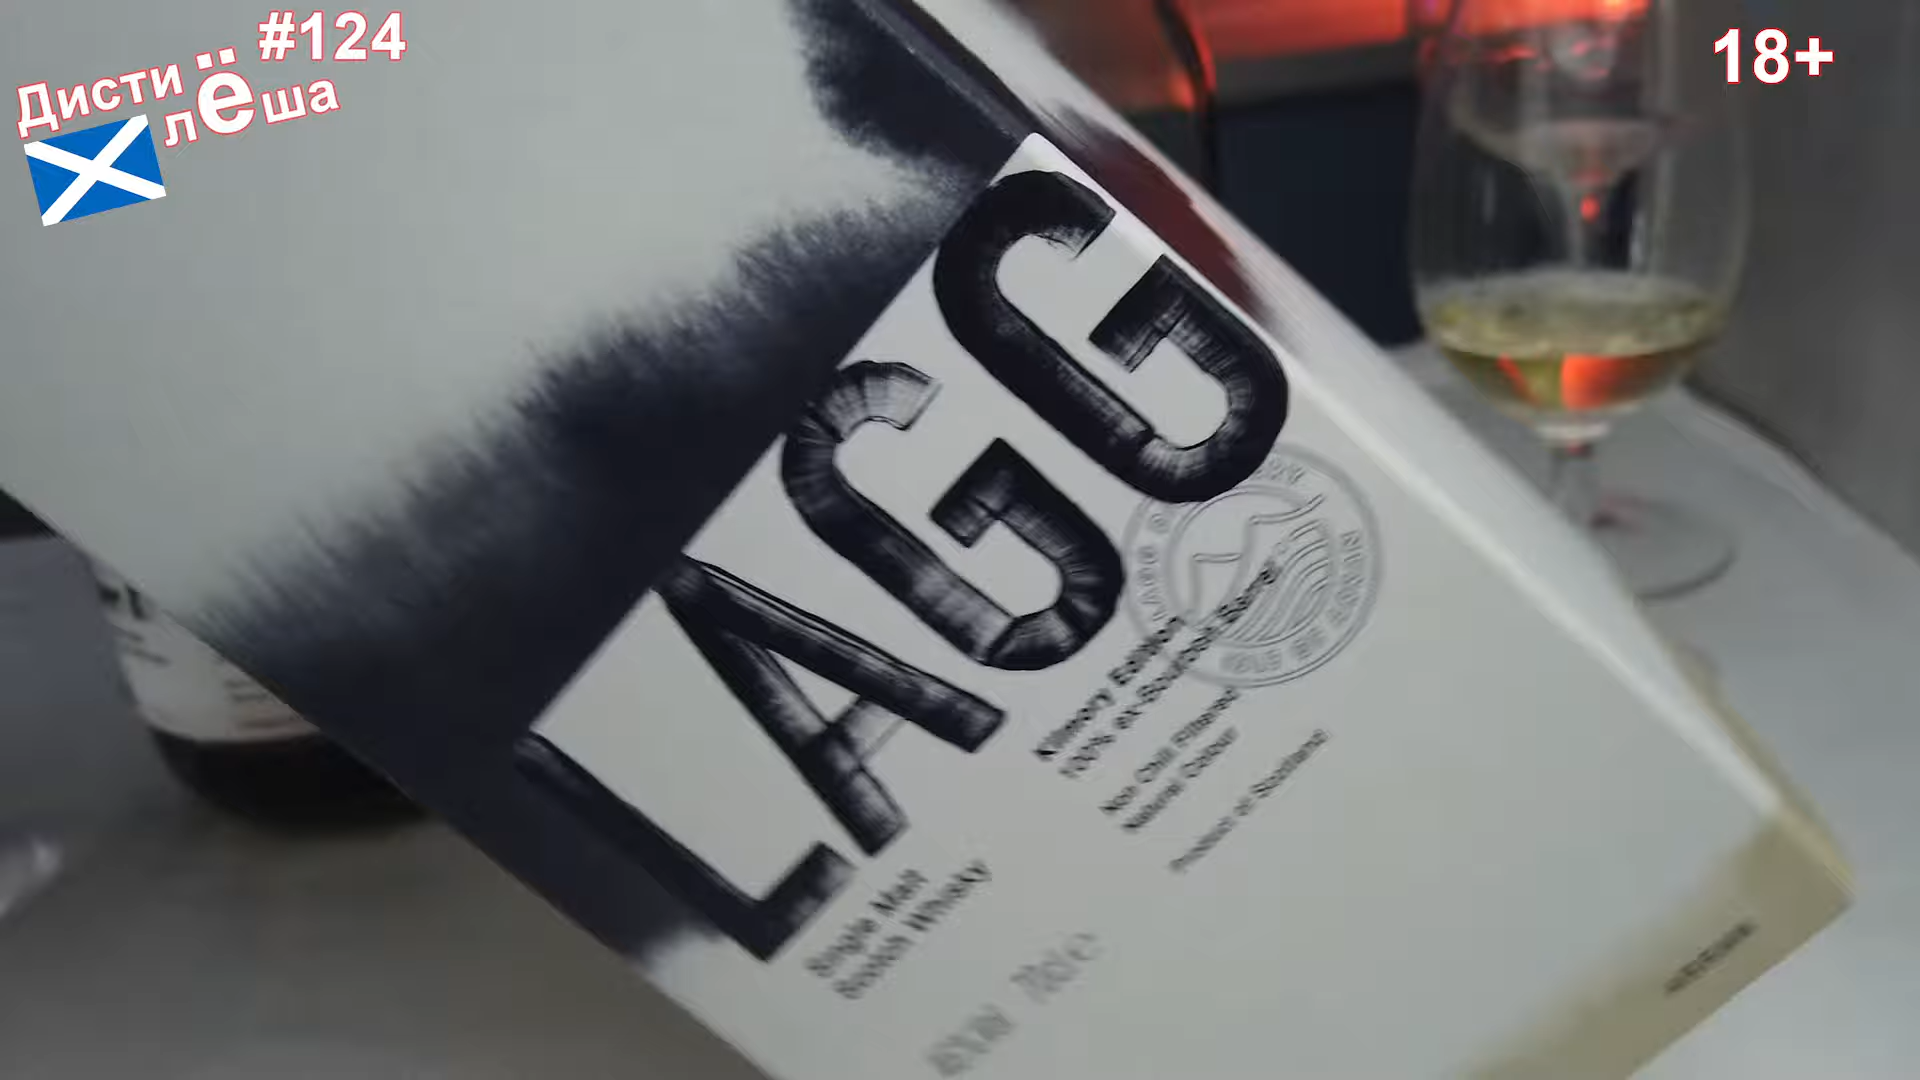 #124
Дисти
лёша
18+
LAGG
Kilmory Edition
100% ex-Bourbon Barrel
Non Chill Filtered
Natural Colour
Product of Scotland
Single Malt
Scotch Whisky